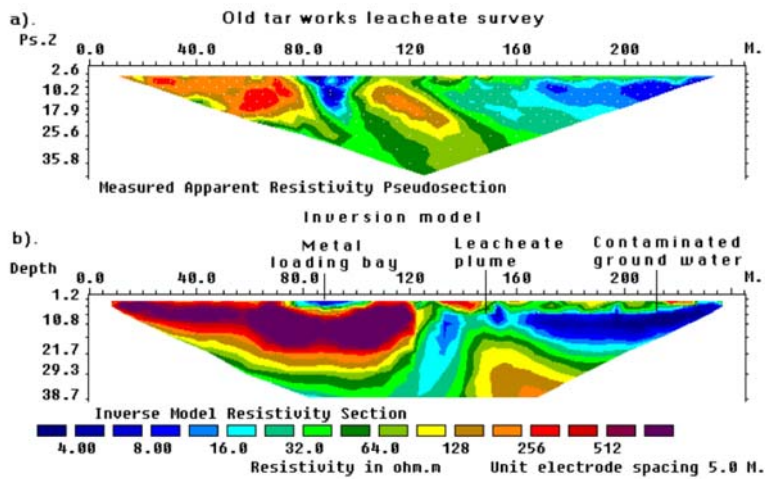 a). Old tar works leacheate survey
Ps.Z 0.0 40.0 80.0 120 160 200 M.
2.6
10.2
17.9
25.6
35.8
Measured Apparent Resistivity Pseudosection
Inversion model
b). Metal Leacheate Contaminated
loading bay plume ground water
Depth 0.0 40.0 80.0 120 160 200 M.
1.2
10.8
21.7
29.3
38.7
Inverse Model Resistivity Section
4.00 8.00 16.0 32.0 64.0 128 256 512
Resistivity in ohm.m Unit electrode spacing 5.0 M.